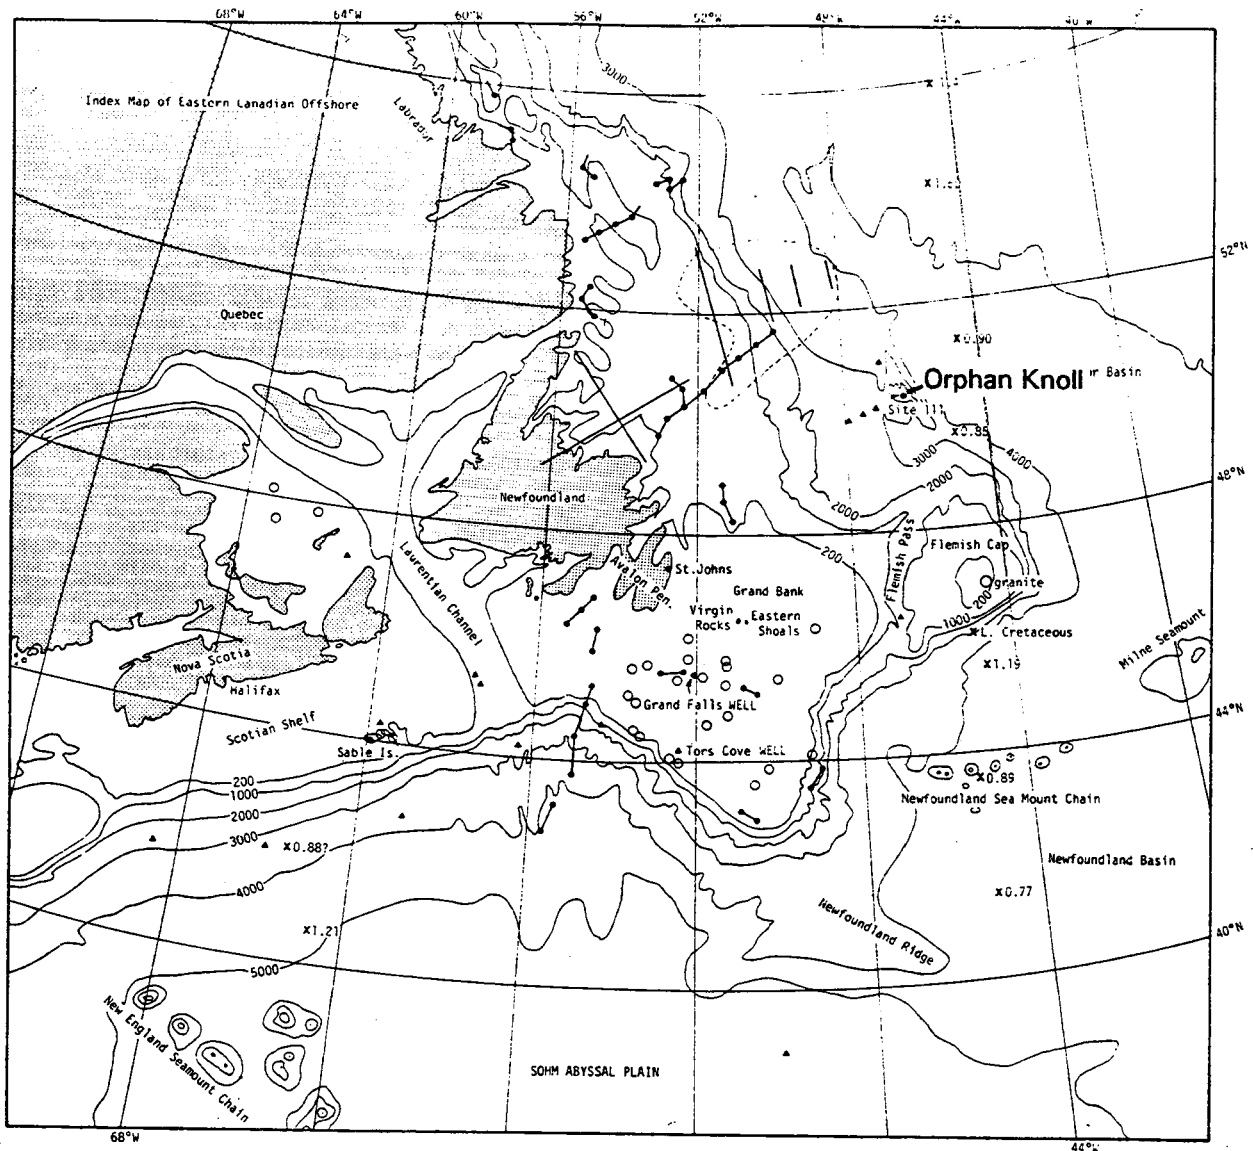 68°W 64°W 60°W 56°W 52°W 48°W 44°W 40°W
3000
Index Map of Eastern Canadian Offshore
Labrador
52°N
Quebec
x0.90
Orphan Knoll
r Basin
Site 111
x0.85
3000
4000
2000
48°N
Newfoundland
2000
200
Flemish Pass
Flemish Cap
Laurentian Channel
Avalon Pen.
St.Johns
granite
Grand Bank
200
Virgin
Rocks
Eastern
Shoals
1000
L. Cretaceous
Nova Scotia
x1.19
Milne Seamount
Halifax
Grand Falls WELL
44°N
Scotian Shelf
Sable Is.
Tors Cove WELL
200
x0.89
1000
Newfoundland Sea Mount Chain
2000
3000
x0.88?
Newfoundland Basin
4000
x0.77
x1.21
Newfoundland Ridge
40°N
5000
New England Seamount Chain
SOHM ABYSSAL PLAIN
68°W
44°W